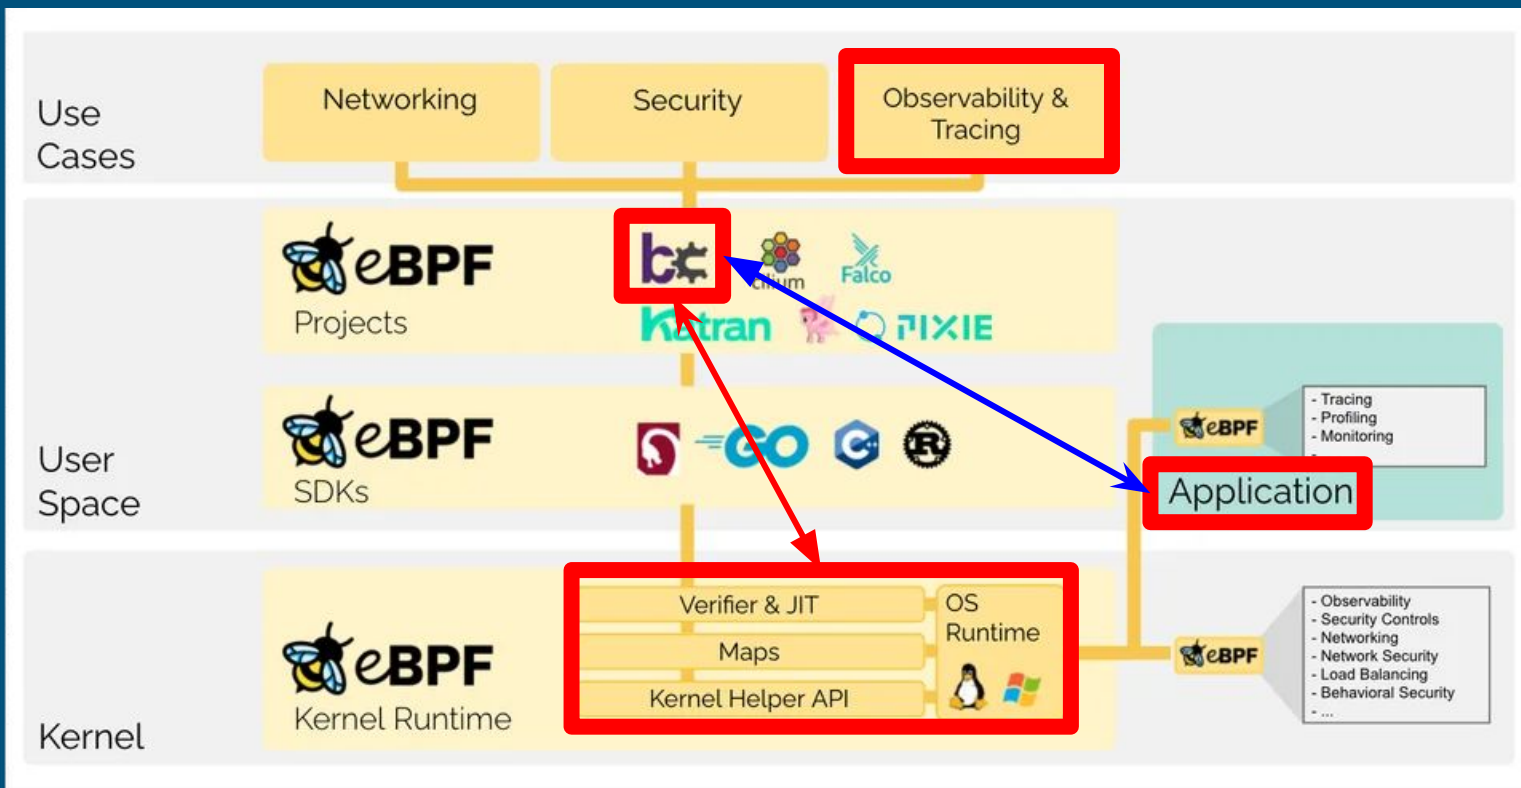 Use
Cases
Networking
Security
Observability &
Tracing
User
Space
eBPF
Projects
bc
cilium
Falco
Katran
PIXIE
eBPF
SDKs
GO
C++
R
eBPF
- Tracing
- Profiling
- Monitoring
-
Application
Kernel
eBPF
Kernel Runtime
Verifier & JIT
Maps
Kernel Helper API
OS
Runtime
eBPF
- Observability
- Security Controls
- Networking
- Network Security
- Load Balancing
- Behavioral Security
- ...